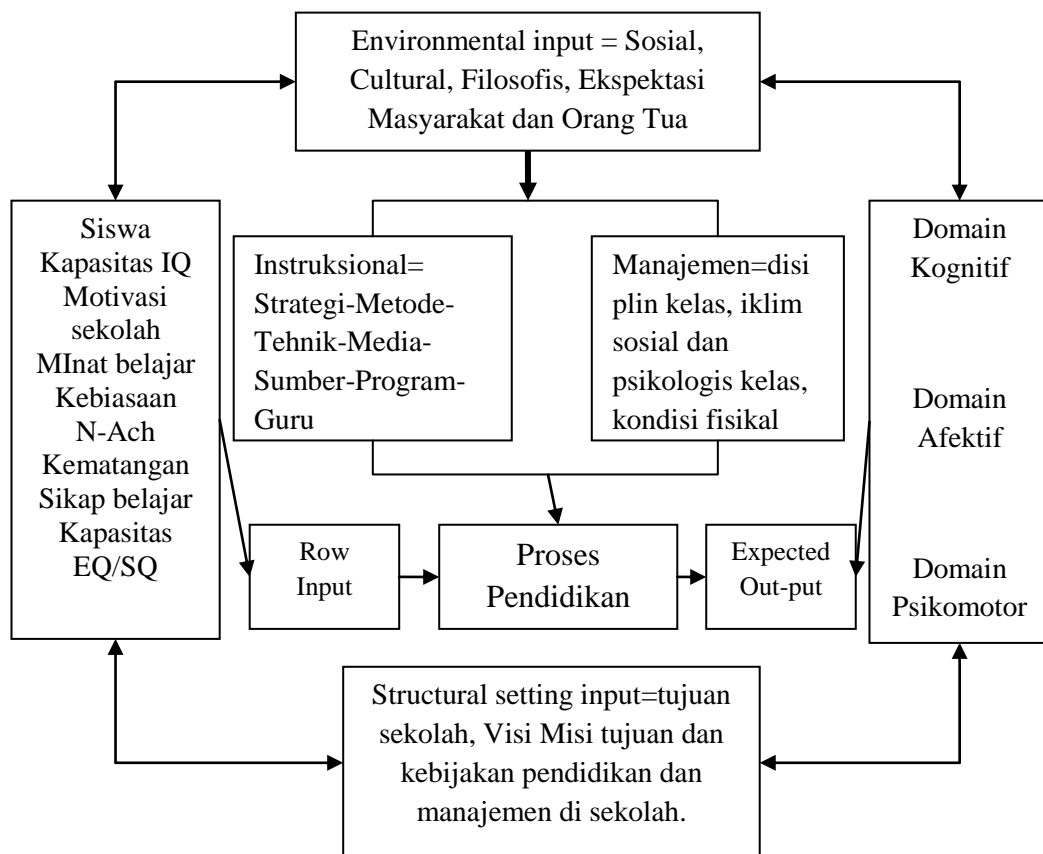 Environmental input = Sosial,
Cultural, Filosofis, Ekspektasi
Masyarakat dan Orang Tua
Siswa
Kapasitas IQ
Motivasi
sekolah
MInat belajar
Kebiasaan
N-Ach
Kematangan
Sikap belajar
Kapasitas
EQ/SQ
Instruksional=
Strategi-Metode-
Tehnik-Media-
Sumber-Program-
Guru
Manajemen=disi
plin kelas, iklim
sosial dan
psikologis kelas,
kondisi fisikal
Domain
Kognitif
Domain
Afektif
Domain
Psikomotor
Row
Input
Proses
Pendidikan
Expected
Out-put
Structural setting input=tujuan
sekolah, Visi Misi tujuan dan
kebijakan pendidikan dan
manajemen di sekolah.